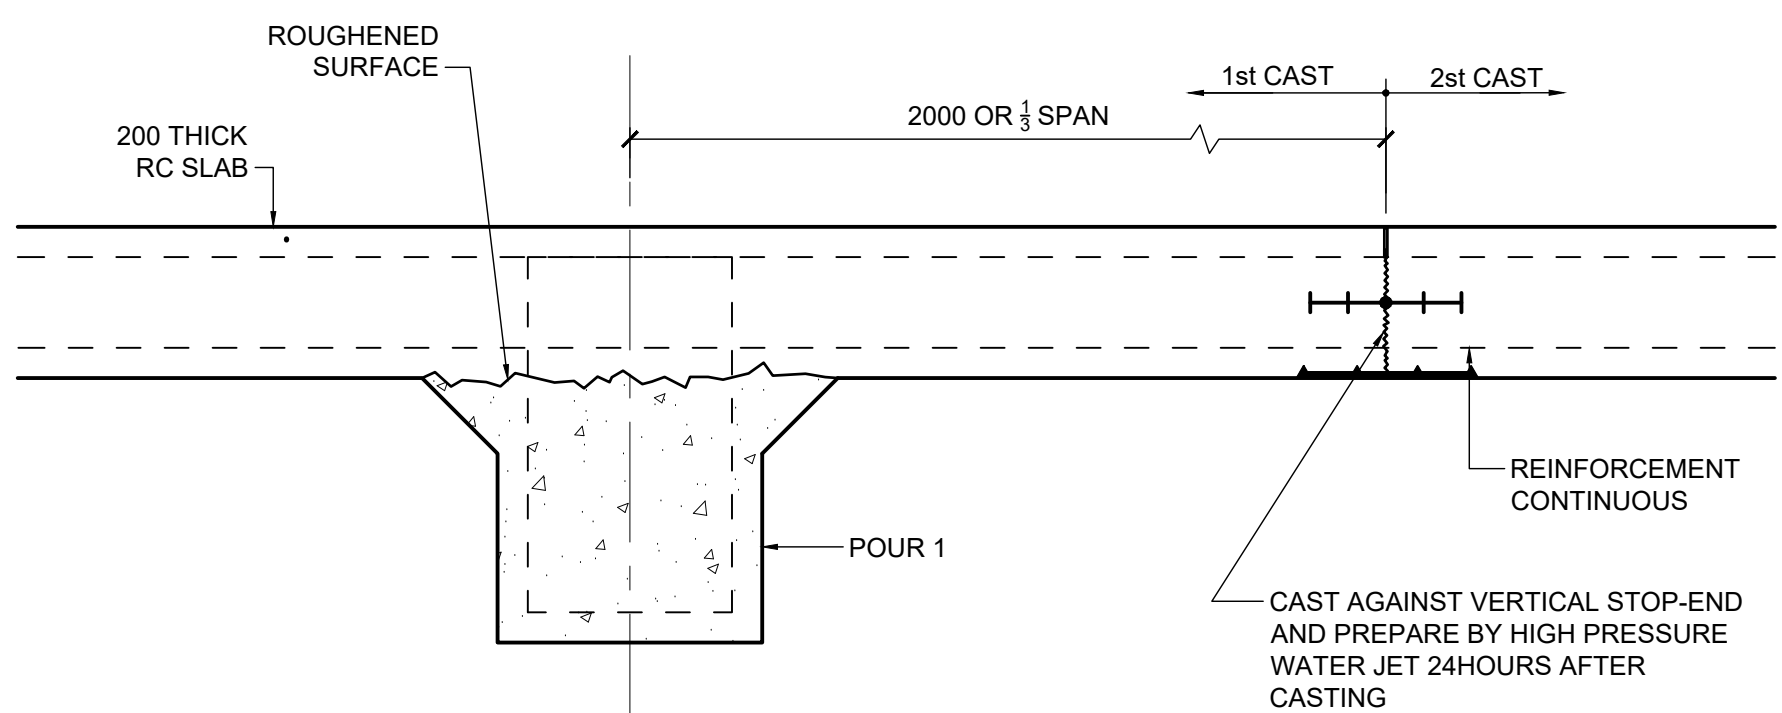 ROUGHENED
SURFACE
200 THICK
RC SLAB
2000 OR 1/3 SPAN
1st CAST
2st CAST
REINFORCEMENT
CONTINUOUS
POUR 1
CAST AGAINST VERTICAL STOP-END
AND PREPARE BY HIGH PRESSURE
WATER JET 24HOURS AFTER
CASTING